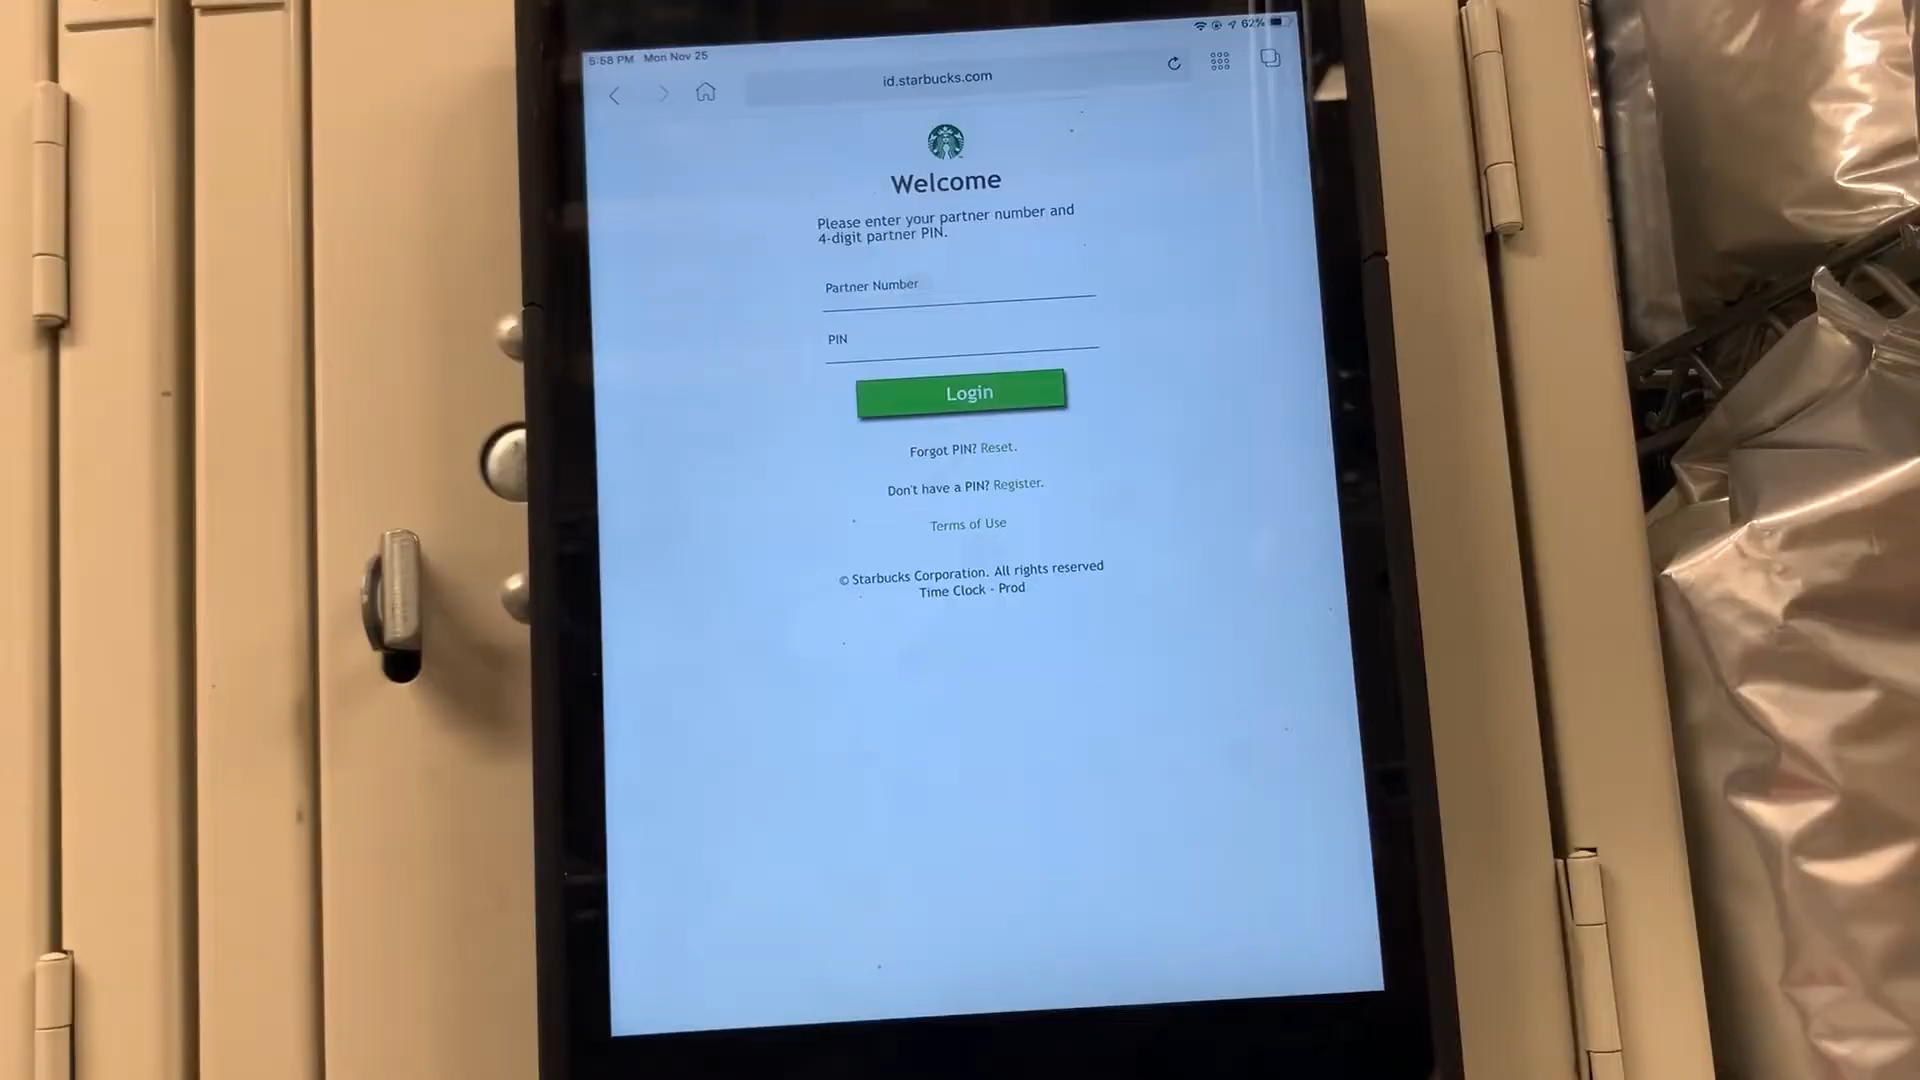 5:58 PM Mon Nov 25
62%
id.starbucks.com
Welcome
Please enter your partner number and
4-digit partner PIN.
Partner Number
PIN
Login
Forgot PIN? Reset.
Don't have a PIN? Register.
Terms of Use
© Starbucks Corporation. All rights reserved
Time Clock - Prod